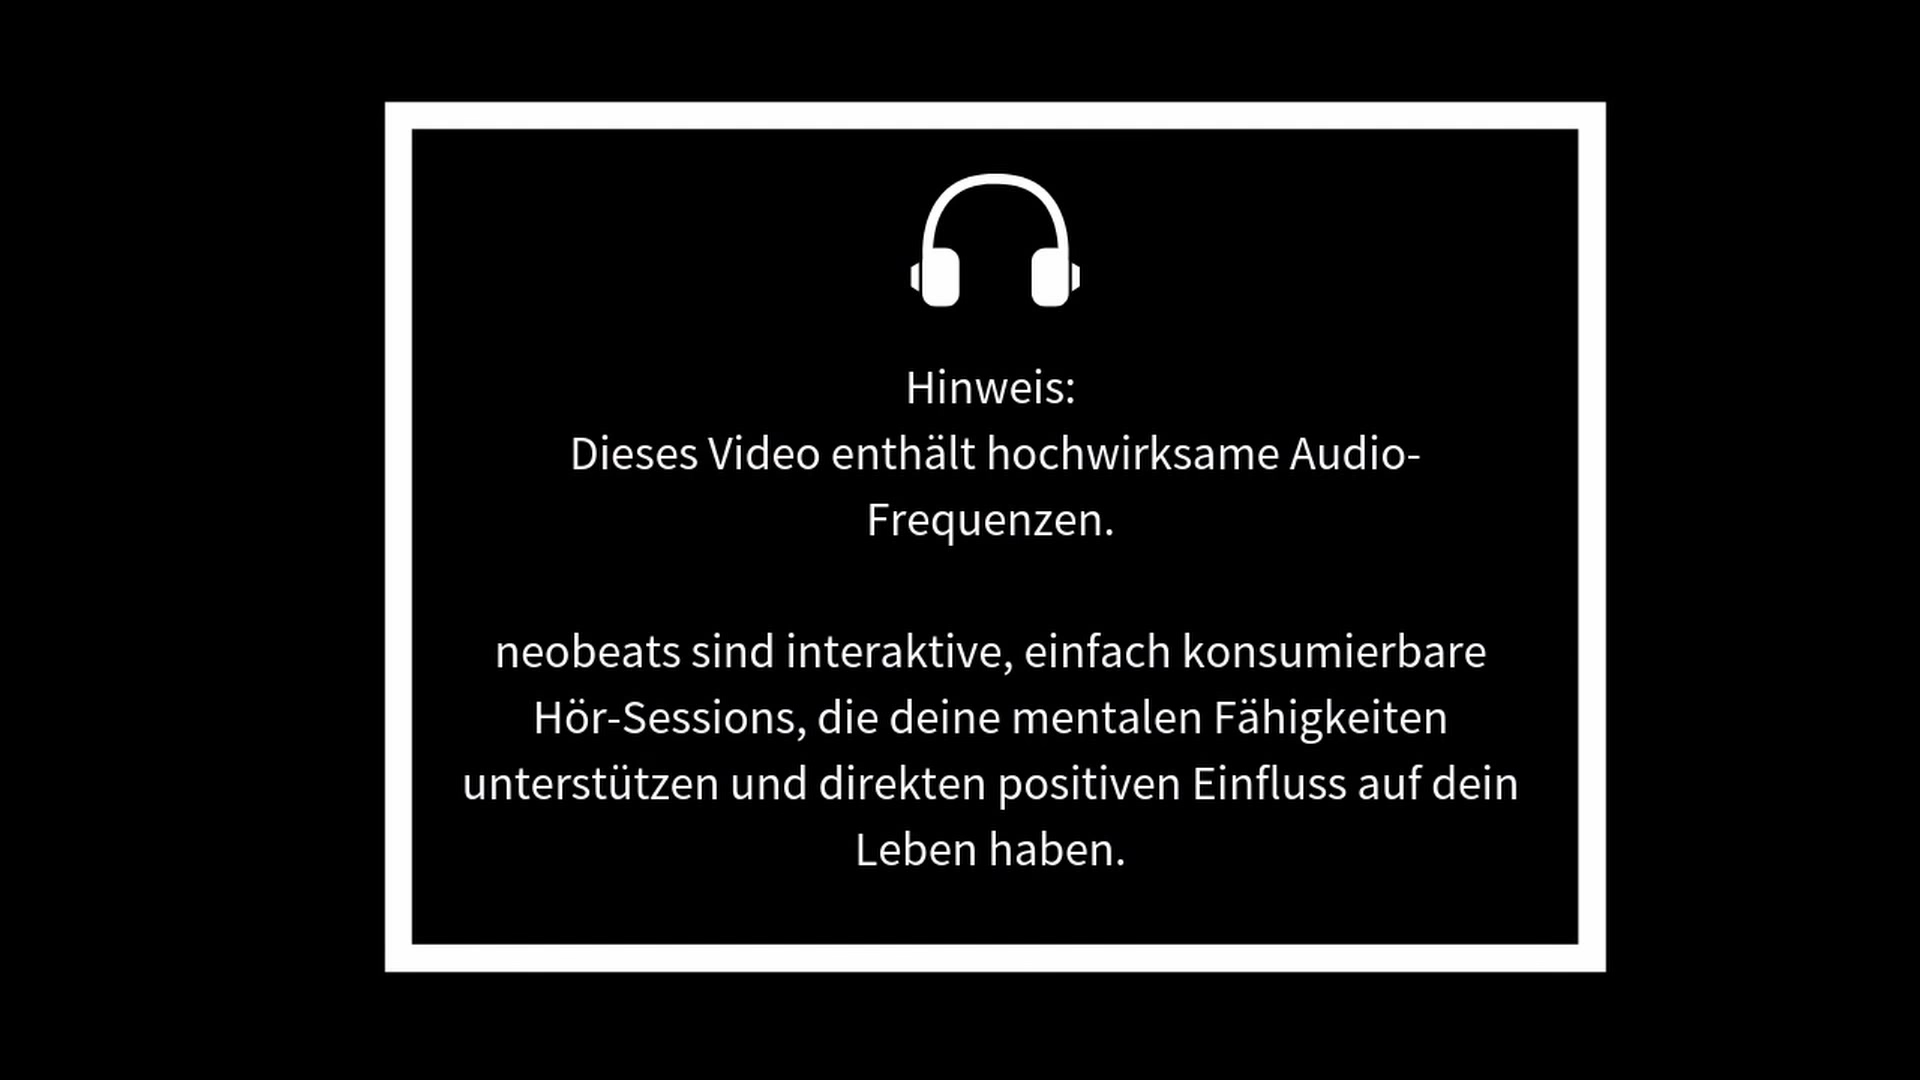 Hinweis:
Dieses Video enthält hochwirksame Audio-
Frequenzen.
neobeats sind interaktive, einfach konsumierbare
Hör-Sessions, die deine mentalen Fähigkeiten
unterstützen und direkten positiven Einfluss auf dein
Leben haben.